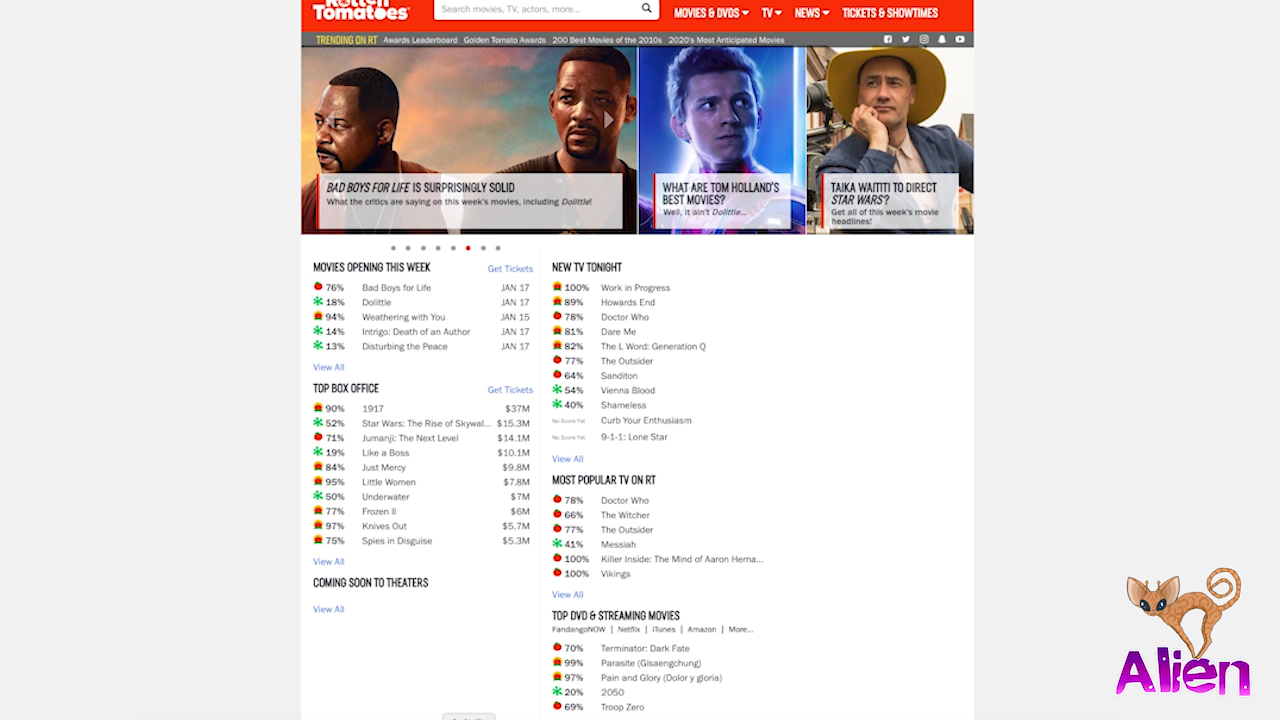 Rotten
Tomatoes
Search movies, TV, actors, more...
MOVIES & DVDS TV NEWS TICKETS & SHOWTIMES
TRENDING ON RT Awards Leaderboard Golden Tomato Awards 200 Best Movies of the 2010s 2020's Most Anticipated Movies
BAD BOYS FOR LIFE IS SURPRISINGLY SOLID
What the critics are saying on this week's movies, including Dolittle!
WHAT ARE TOM HOLLAND'S
BEST MOVIES?
Well, it ain't Dolittle...
TAIKA WAITITI TO DIRECT
STAR WARS?
Get all of this week's movie
headlines!
MOVIES OPENING THIS WEEK Get Tickets
76% Bad Boys for Life JAN 17
18% Dolittle JAN 17
94% Weathering with You JAN 15
14% Intrigo: Death of an Author JAN 17
13% Disturbing the Peace JAN 17
View All
TOP BOX OFFICE Get Tickets
90% 1917 $37M
52% Star Wars: The Rise of Skywal... $15.3M
71% Jumanji: The Next Level $14.1M
19% Like a Boss $10.1M
84% Just Mercy $9.8M
95% Little Women $7.8M
50% Underwater $7M
77% Frozen II $6M
97% Knives Out $5.7M
75% Spies in Disguise $5.3M
View All
COMING SOON TO THEATERS
View All
NEW TV TONIGHT
100% Work in Progress
89% Howards End
78% Doctor Who
81% Dare Me
82% The L Word: Generation Q
77% The Outsider
64% Sanditon
54% Vienna Blood
40% Shameless
No Score Yet Curb Your Enthusiasm
No Score Yet 9-1-1: Lone Star
View All
MOST POPULAR TV ON RT
78% Doctor Who
66% The Witcher
77% The Outsider
41% Messiah
100% Killer Inside: The Mind of Aaron Herna...
100% Vikings
View All
TOP DVD & STREAMING MOVIES
FandangoNOW | Netflix | iTunes | Amazon | More...
70% Terminator: Dark Fate
99% Parasite (Gisaengchung)
97% Pain and Glory (Dolor y gloria)
20% 2050
69% Troop Zero
Alien